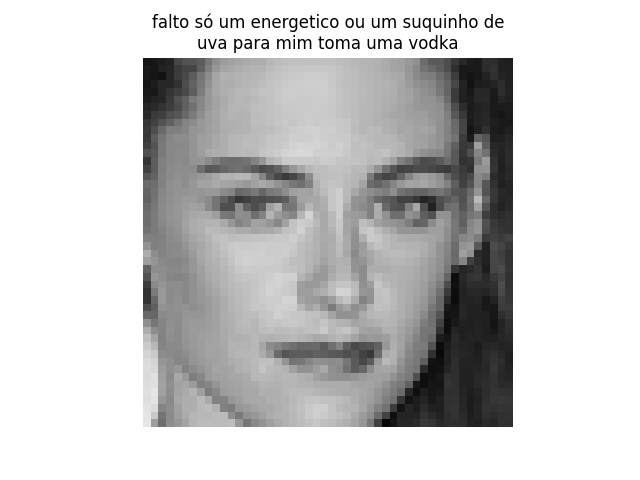 falto só um energetico ou um suquinho de
uva para mim toma uma vodka